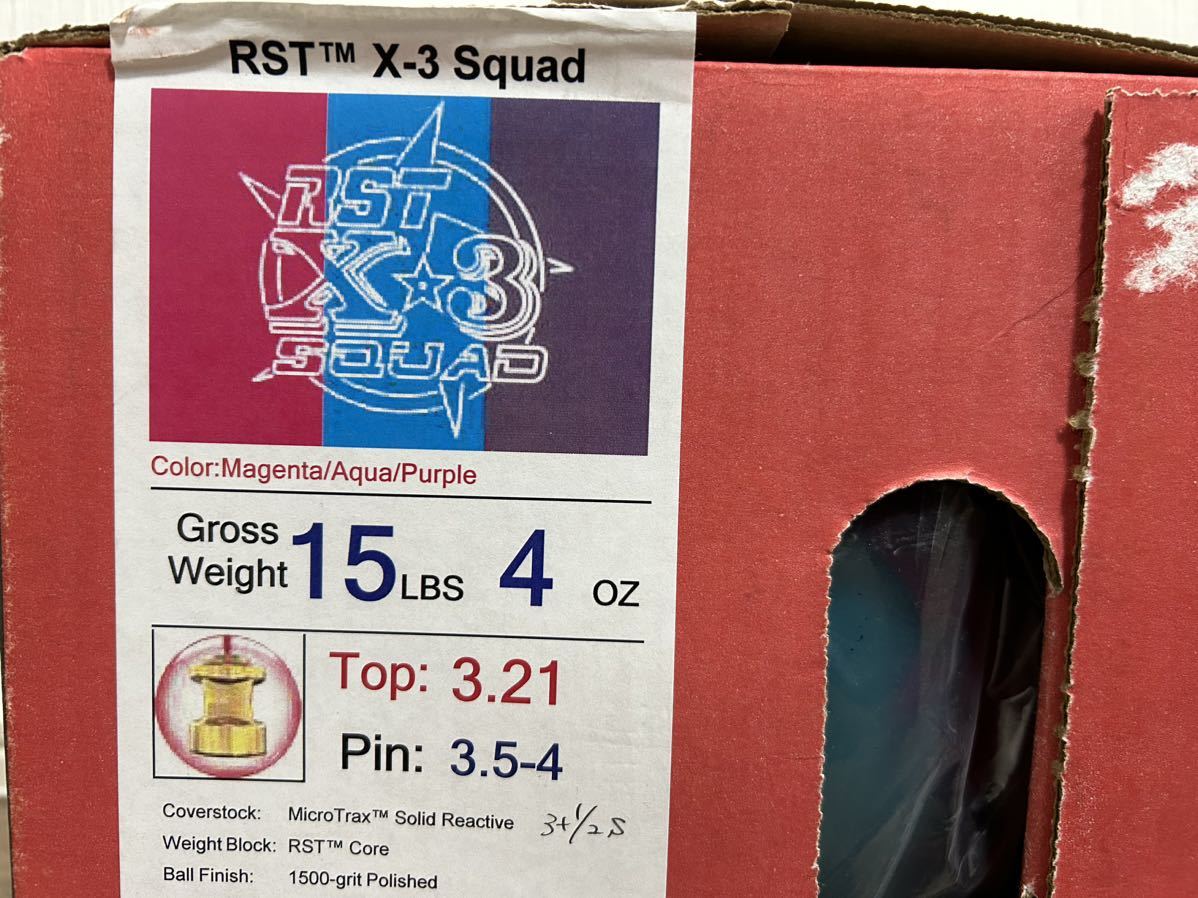 RST™ X-3 Squad
RST
X★3
SQUAD
Color:Magenta/Aqua/Purple
Gross Weight 15 LBS 4 OZ
Top: 3.21
Pin: 3.5-4
Coverstock: MicroTrax™ Solid Reactive 3+1/2S
Weight Block: RST™ Core
Ball Finish: 1500-grit Polished